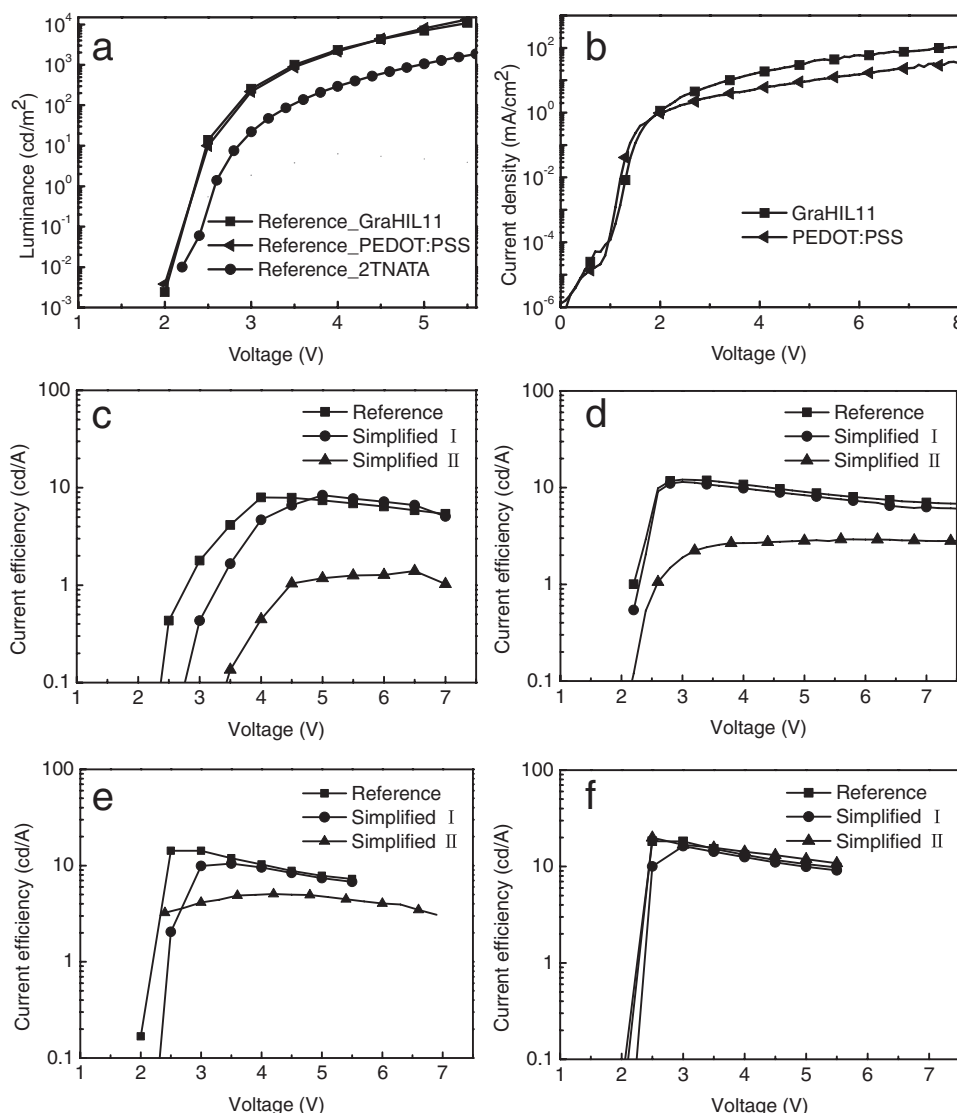 a
Luminance (cd/m2)
10^4
10^3
10^2
10^1
10^0
10^-1
10^-2
10^-3
Reference_GraHIL11
Reference_PEDOT:PSS
Reference_2TNATA
1 2 3 4 5
Voltage (V)
b
Current density (mA/cm2)
10^2
10^0
10^-2
10^-4
10^-6
GraHIL11
PEDOT:PSS
0 2 4 6 8
Voltage (V)
c
Current efficiency (cd/A)
100
10
1
0.1
Reference
Simplified I
Simplified II
1 2 3 4 5 6 7
Voltage (V)
d
Current efficiency (cd/A)
100
10
1
0.1
Reference
Simplified I
Simplified II
1 2 3 4 5 6 7
Voltage (V)
e
Current efficiency (cd/A)
100
10
1
0.1
Reference
Simplified I
Simplified II
1 2 3 4 5 6 7
Voltage (V)
f
Current efficiency (cd/A)
100
10
1
0.1
Reference
Simplified I
Simplified II
1 2 3 4 5 6 7
Voltage (V)